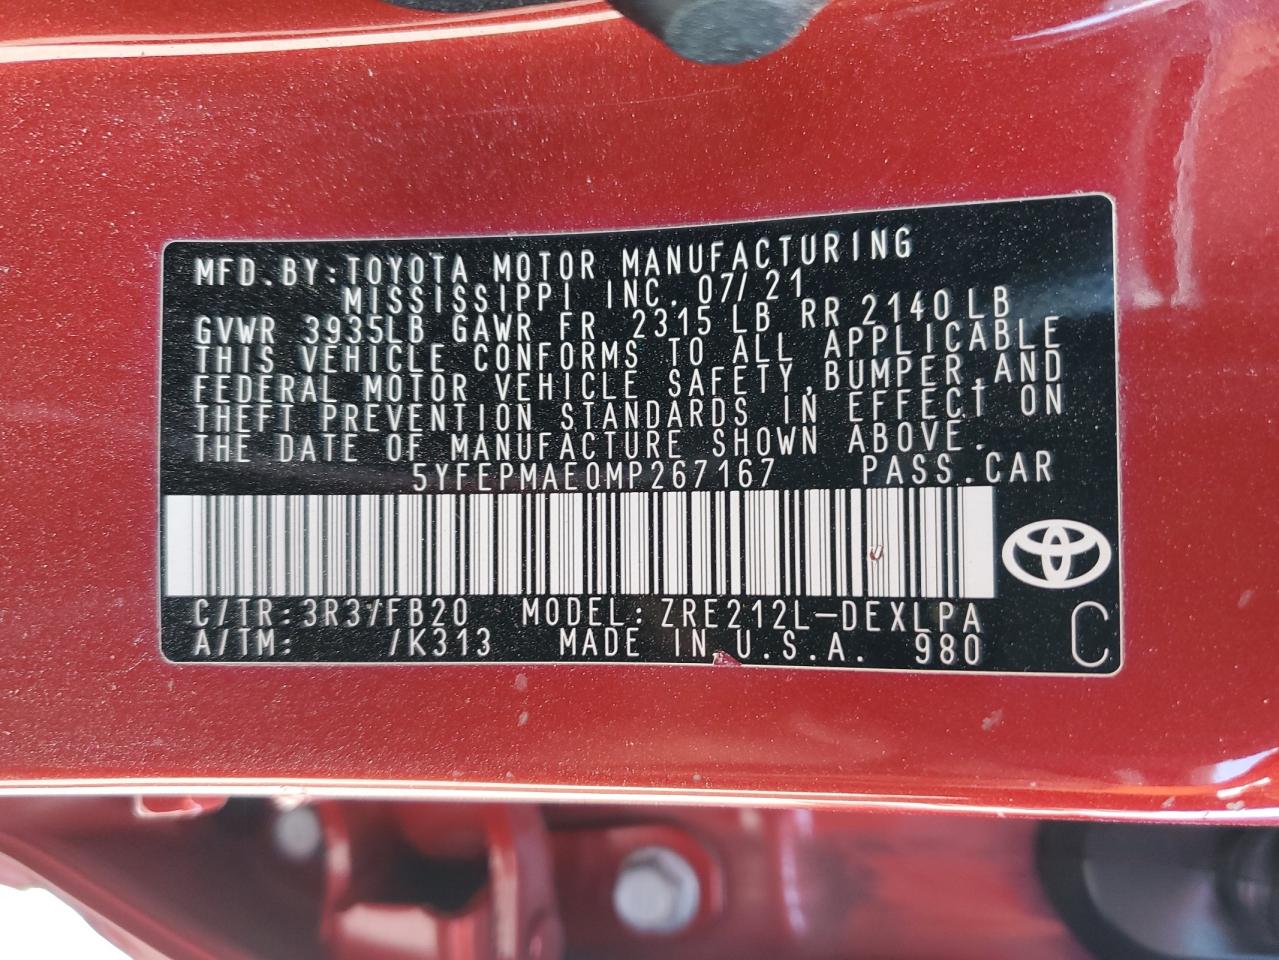 MFD.BY:TOYOTA MOTOR MANUFACTURING
MISSISSIPPI INC. 07/21
GVWR 3935LB GAWR FR 2315 LB RR 2140 LB
THIS VEHICLE CONFORMS TO ALL APPLICABLE
FEDERAL MOTOR VEHICLE SAFETY,BUMPER,AND
THEFT PREVENTION STANDARDS IN EFFECT ON
THE DATE OF MANUFACTURE SHOWN ABOVE.
5YFEPMAE0MP267167 PASS.CAR
C/TR:3R3/FB20 MODEL:ZRE212L-DEXLPA
A/TM: /K313 MADE IN U.S.A. 980
C